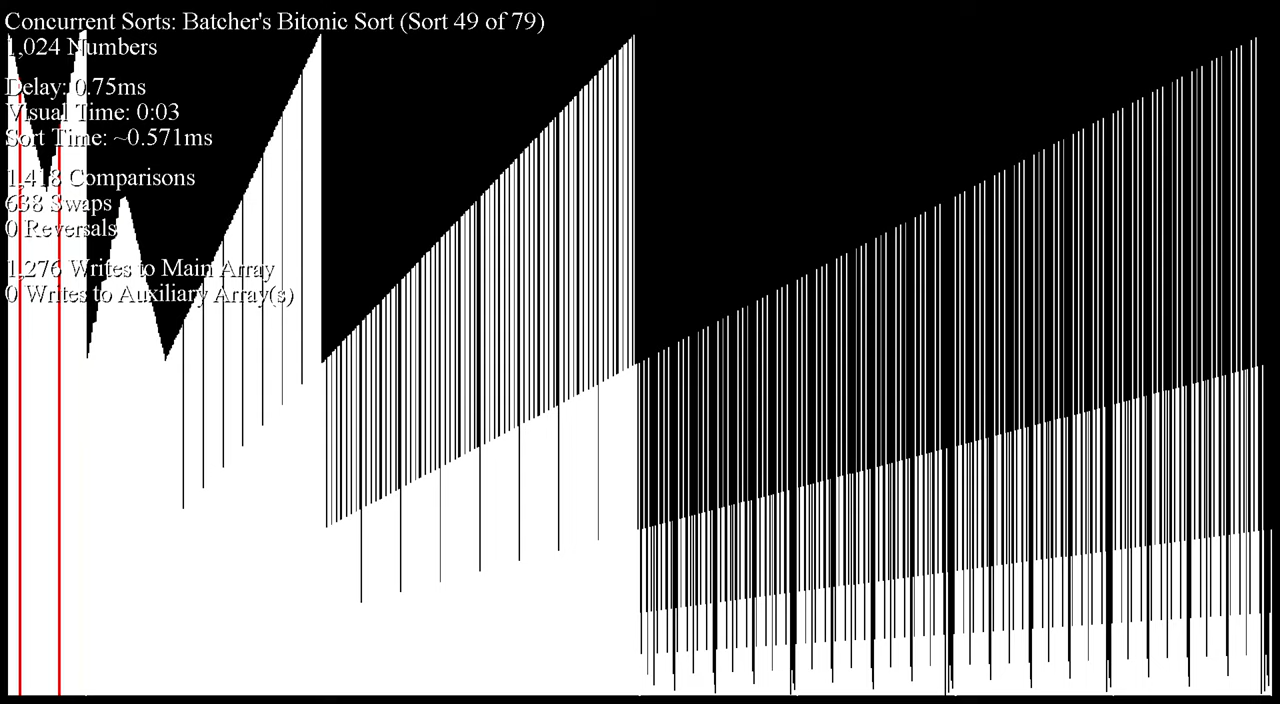 Concurrent Sorts: Batcher's Bitonic Sort (Sort 49 of 79)
1,024 Numbers
Delay: 0.75ms
Visual Time: 0:03
Sort Time: ~0.571ms
1,418 Comparisons
638 Swaps
0 Reversals
1,276 Writes to Main Array
0 Writes to Auxiliary Array(s)